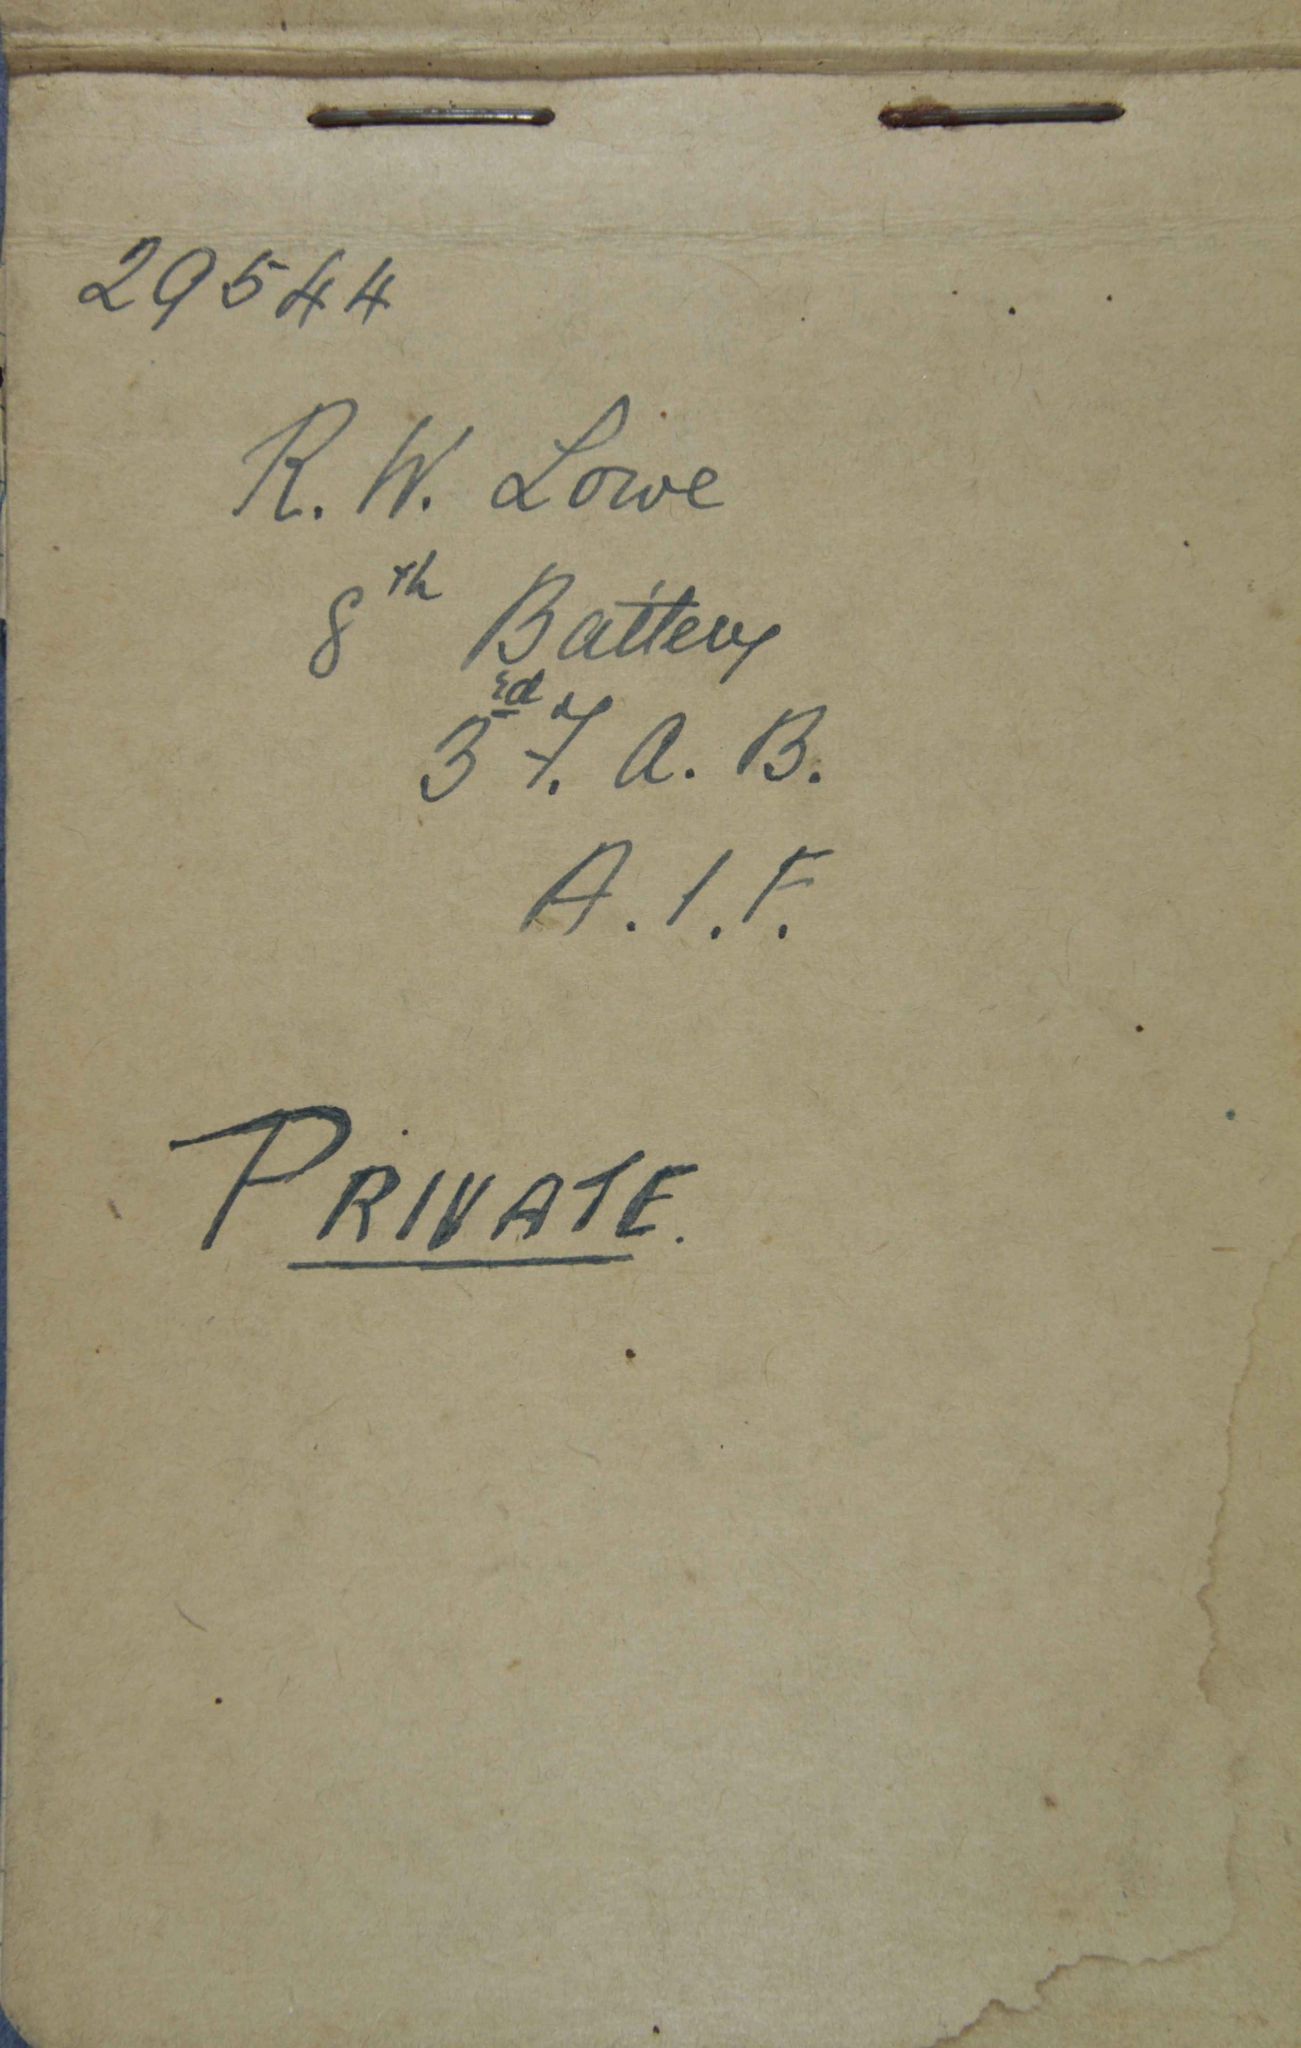 29544
R. W. Lowe
8th Battery
3rd F. A. B.
A. I. F.
PRIVATE.